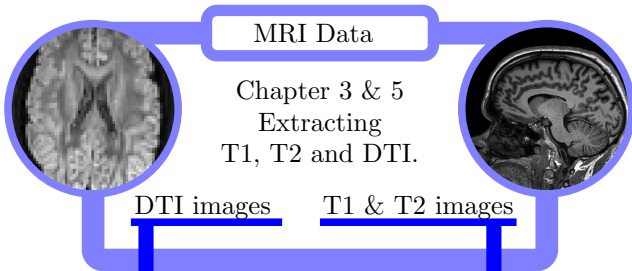 MRI Data
Chapter 3 & 5
Extracting
T1, T2 and DTI.
DTI images
T1 & T2 images